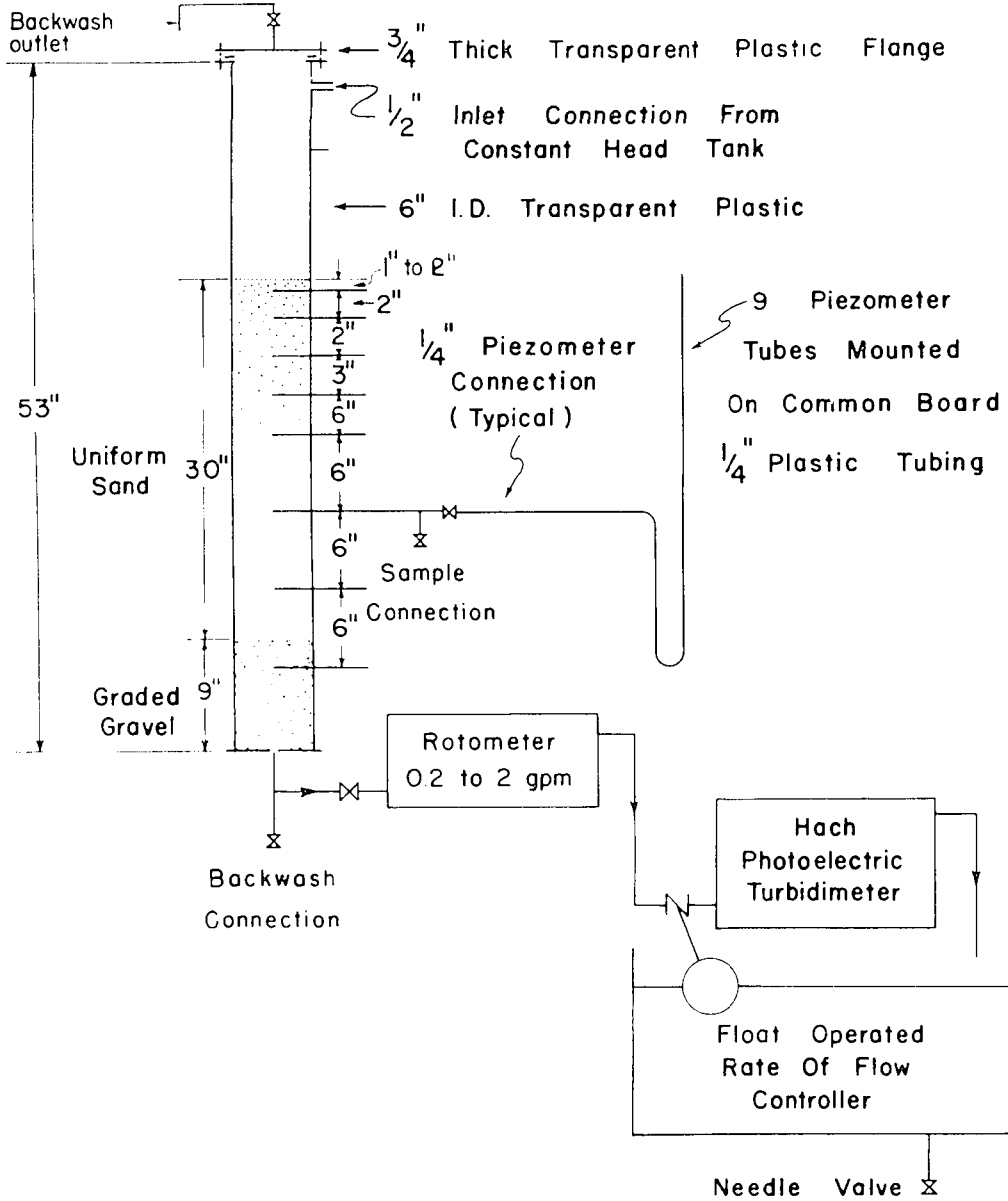 Backwash
outlet
3/4" Thick Transparent Plastic Flange
1/2" Inlet Connection From
Constant Head Tank
6" I.D. Transparent Plastic
1" to 2"
2"
2"
3"
6"
6"
6"
6"
1/4" Piezometer
Connection
( Typical )
9 Piezometer
Tubes Mounted
On Common Board
1/4" Plastic Tubing
53"
Uniform
Sand
30"
Sample
Connection
Graded
Gravel
9"
Rotometer
0.2 to 2 gpm
Hach
Photoelectric
Turbidimeter
Backwash
Connection
Float Operated
Rate Of Flow
Controller
Needle Valve